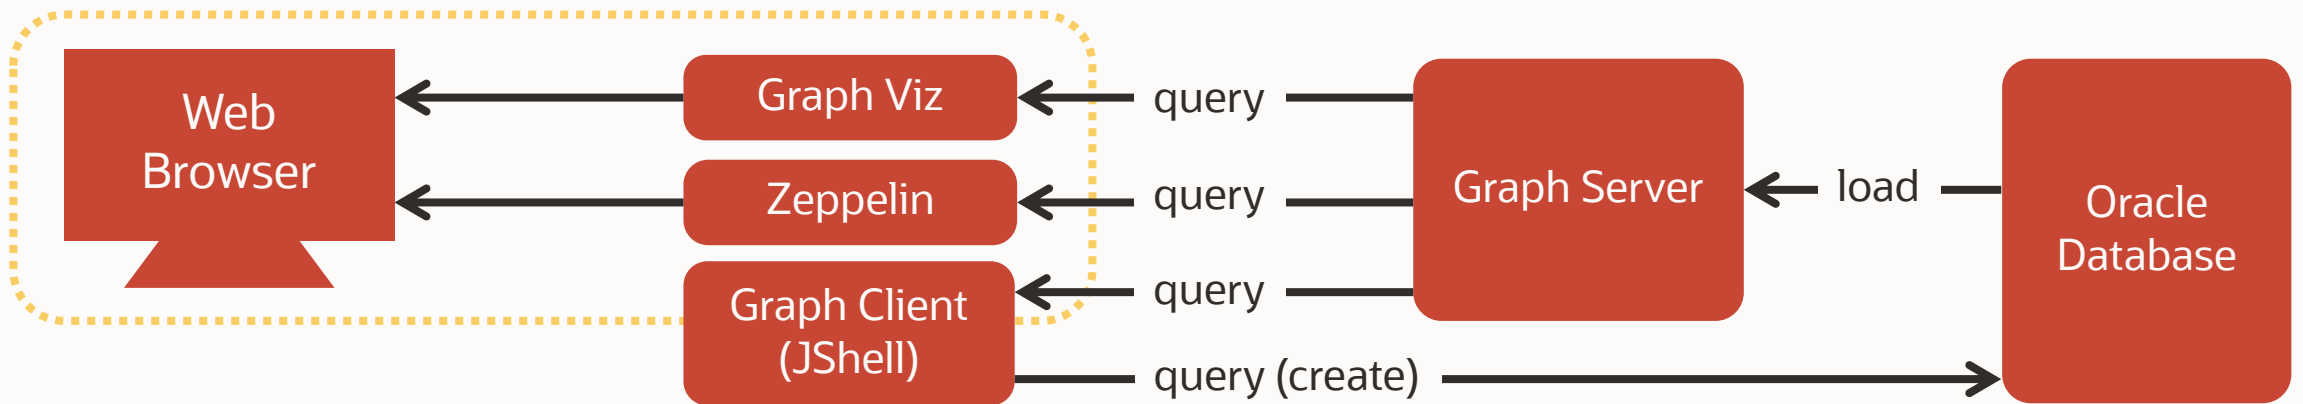 Web
Browser
Graph Viz
Zeppelin
Graph Client
(JShell)
query
query
query
query (create)
Graph Server
load
Oracle
Database